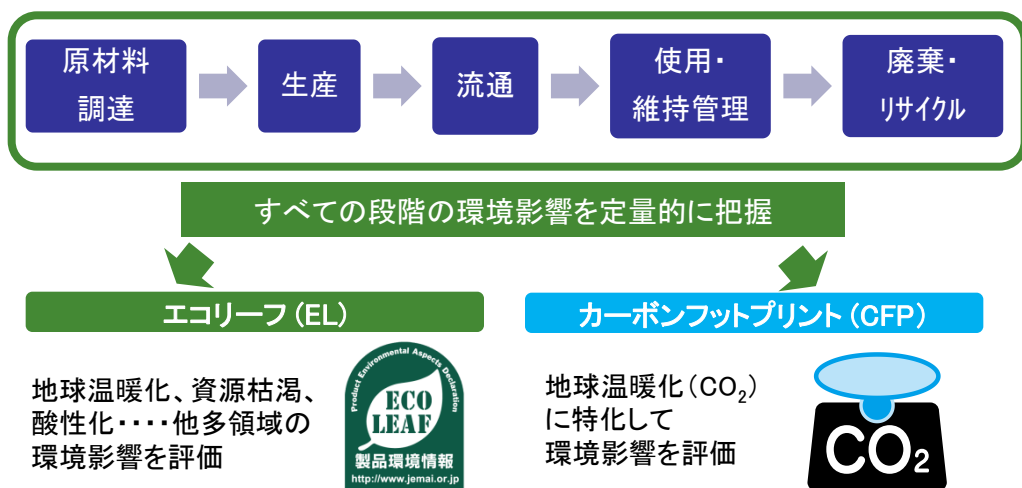 原材料
調達
生産
流通
使用・
維持管理
廃棄・
ﾘｻｲｸﾙ
すべての段階の環境影響を定量的に把握
エコリーフ(EL)
地球温暖化、資源枯渇、
酸性化・・・・他多領域の
環境影響を評価
Product Environmental Aspects Declaration
ECO
LEAF
製品環境情報
http://www.jemai.or.jp
カーボンフットプリント(CFP)
地球温暖化(CO₂)
に特化して
環境影響を評価
CO₂